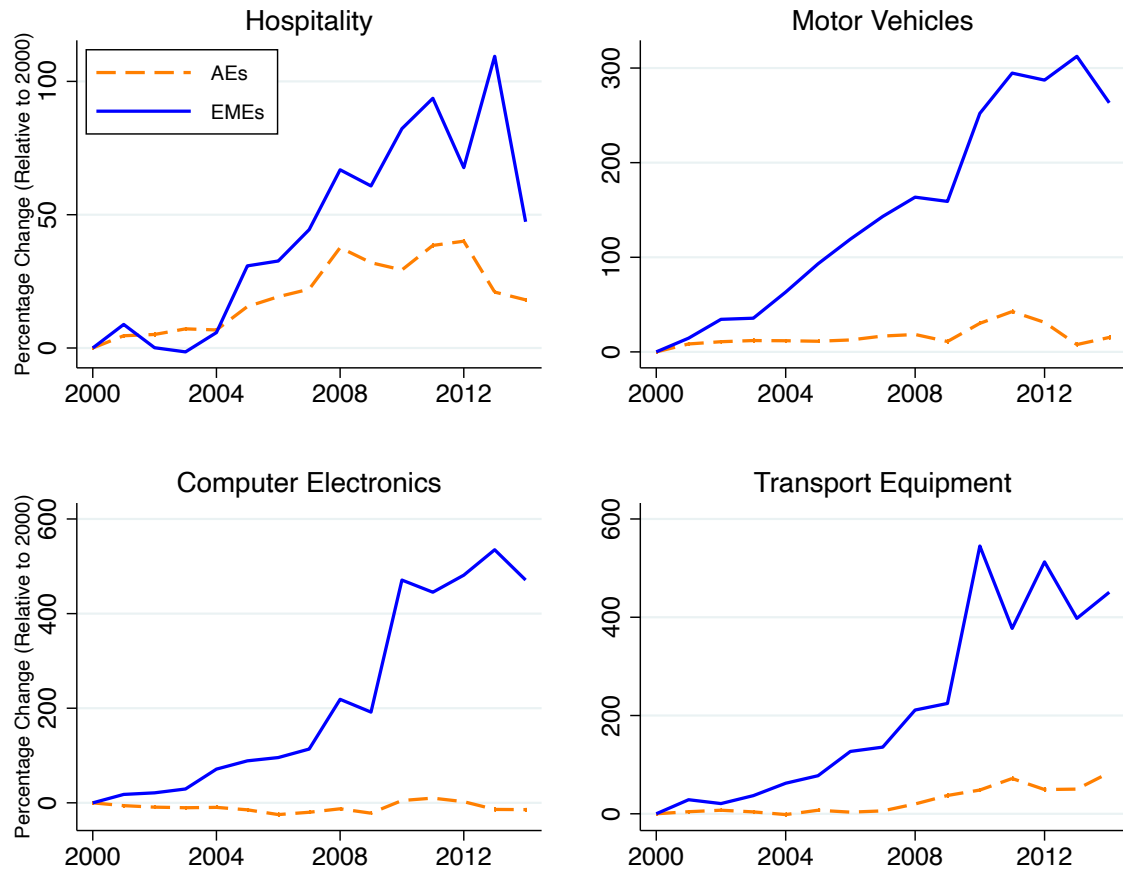 Hospitality
Percentage Change (Relative to 2000)
100
50
0
AEs
EMEs
2000 2004 2008 2012
Motor Vehicles
300
200
100
0
2000 2004 2008 2012
Computer Electronics
Percentage Change (Relative to 2000)
600
400
200
0
2000 2004 2008 2012
Transport Equipment
600
400
200
0
2000 2004 2008 2012